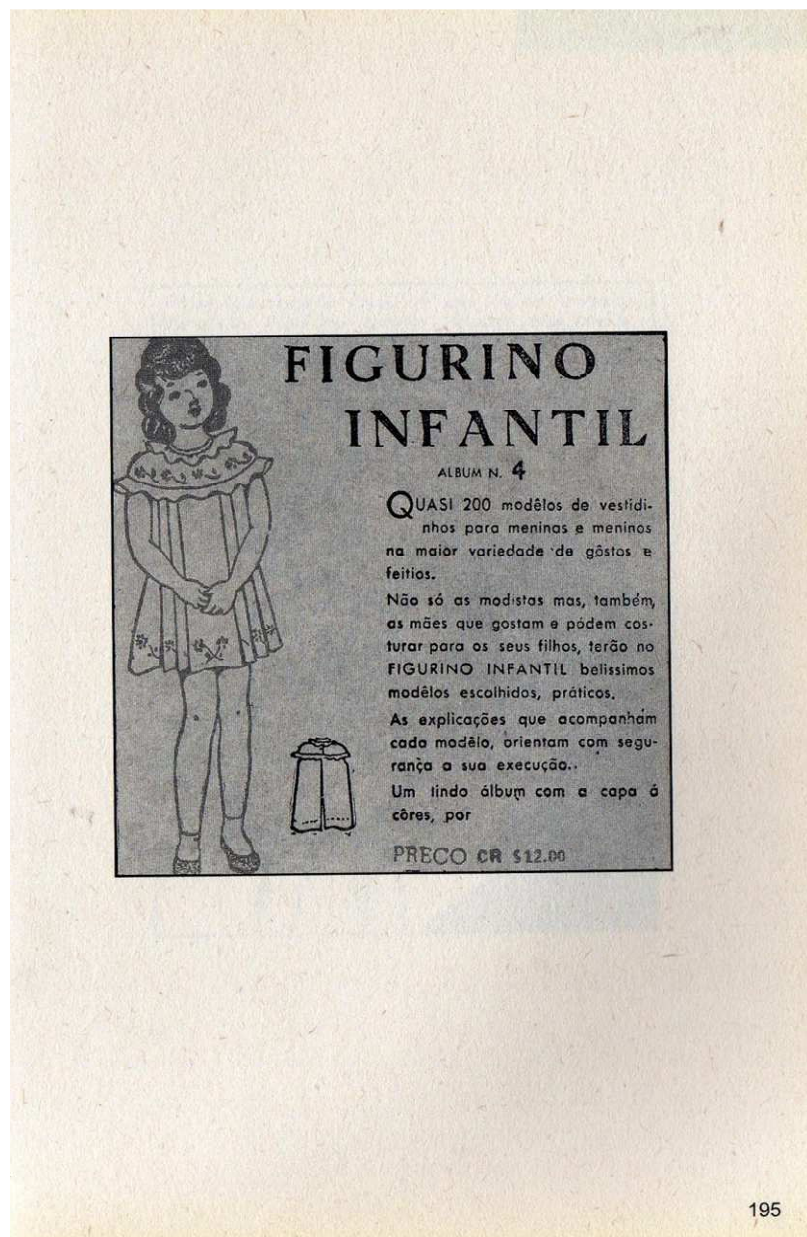 FIGURINO
INFANTIL
ALBUM N. 4
QUASI 200 modêlos de vestidi-
nhos para meninas e meninos
na maior variedade de gôstos e
feitios.
Não só as modistas mas, também,
as mães que gostam e pódem cos-
turar para os seus filhos, terão no
FIGURINO INFANTIL belissimos
modêlos escolhidos, práticos.
As explicações que acompanham
cada modêlo, orientam com segu-
rança a sua execução..
Um lindo álbum com a capa á
côres, por
PRECO CR $12.00
195